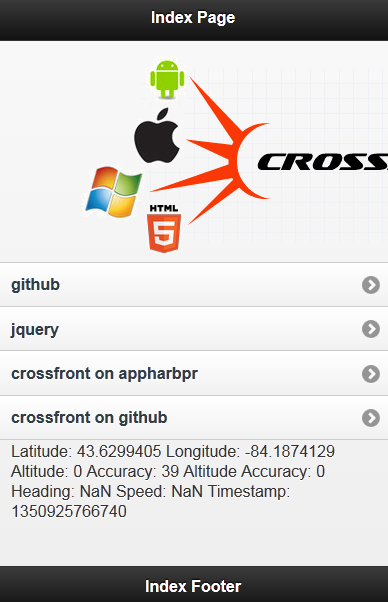 Index Page
HTML
5
CROSS
github
jquery
crossfront on appharbpr
crossfront on github
Latitude: 43.6299405 Longitude: -84.1874129
Altitude: 0 Accuracy: 39 Altitude Accuracy: 0
Heading: NaN Speed: NaN Timestamp:
1350925766740
Index Footer